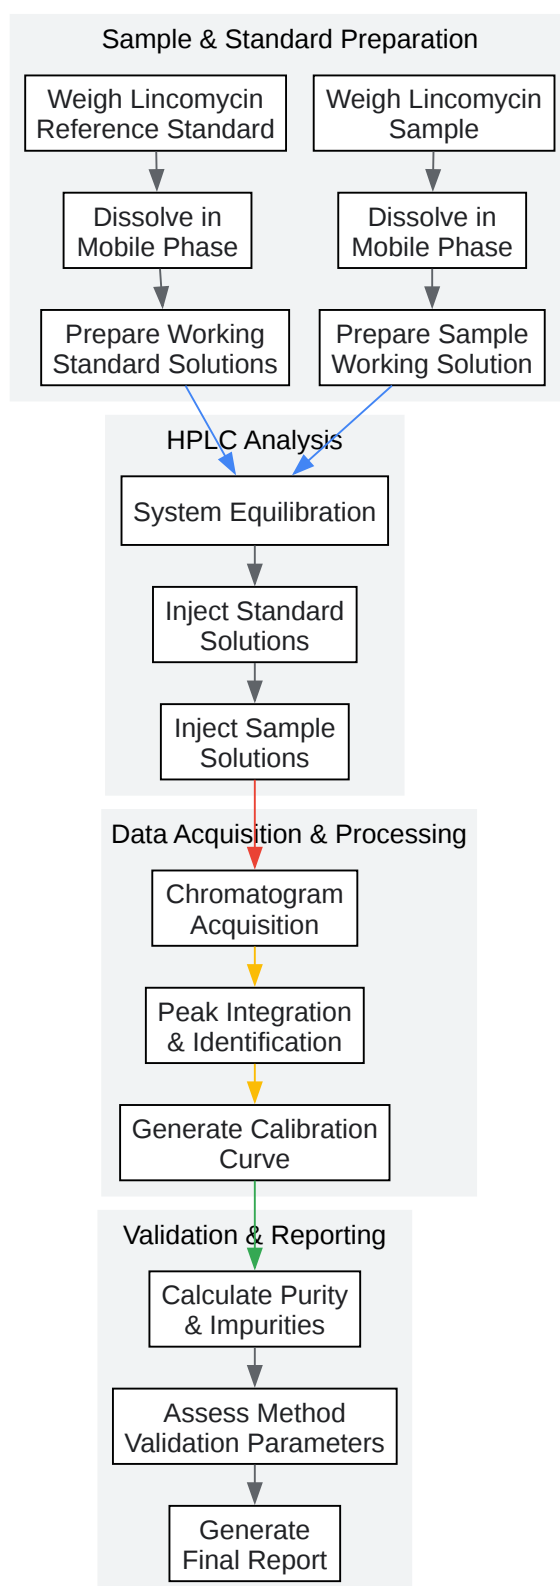 Sample & Standard Preparation
Weigh Lincomycin
Reference Standard
Weigh Lincomycin
Sample
Dissolve in
Mobile Phase
Dissolve in
Mobile Phase
Prepare Working
Standard Solutions
Prepare Sample
Working Solution
HPLC Analysis
System Equilibration
Inject Standard
Solutions
Inject Sample
Solutions
Data Acquisition & Processing
Chromatogram
Acquisition
Peak Integration
& Identification
Generate Calibration
Curve
Validation & Reporting
Calculate Purity
& Impurities
Assess Method
Validation Parameters
Generate
Final Report